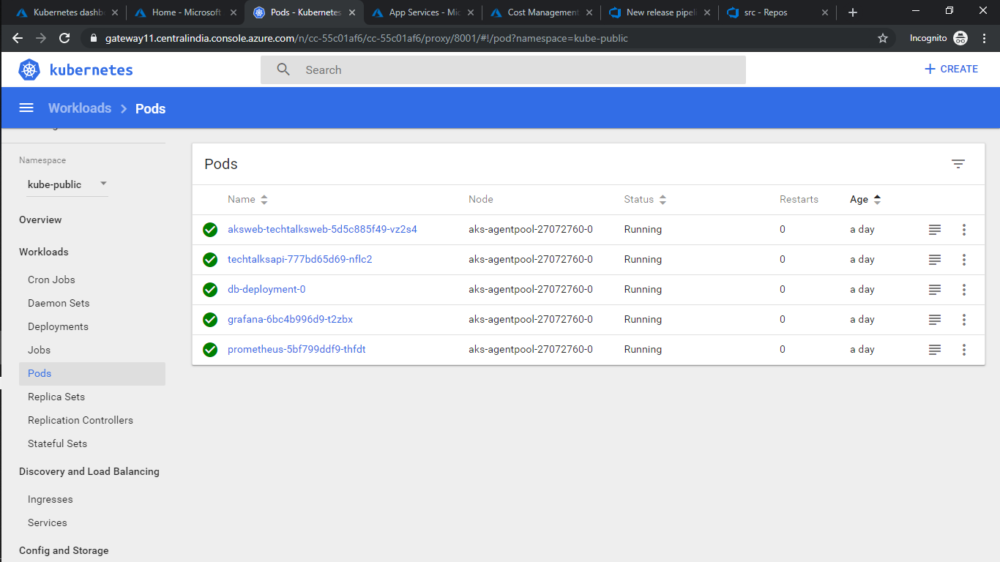 Kubernetes dashb
Home - Microsoft
Pods - Kubernetes
App Services - Mic
Cost Management
New release pipeli
src - Repos
gateway11.centralindia.console.azure.com/n/cc-55c01af6/cc-55c01af6/proxy/8001/#!/pod?namespace=kube-public
Incognito
kubernetes
Search
+ CREATE
Workloads > Pods
Namespace
kube-public
Overview
Workloads
Cron Jobs
Daemon Sets
Deployments
Jobs
Pods
Replica Sets
Replication Controllers
Stateful Sets
Discovery and Load Balancing
Ingresses
Services
Config and Storage
Pods
Name Node Status Restarts Age
aksweb-techtalksweb-5d5c885f49-vz2s4 aks-agentpool-27072760-0 Running 0 a day
techtalksapi-777bd65d69-nflc2 aks-agentpool-27072760-0 Running 0 a day
db-deployment-0 aks-agentpool-27072760-0 Running 0 a day
grafana-6bc4b996d9-t2zbx aks-agentpool-27072760-0 Running 0 a day
prometheus-5bf799ddf9-thfdt aks-agentpool-27072760-0 Running 0 a day